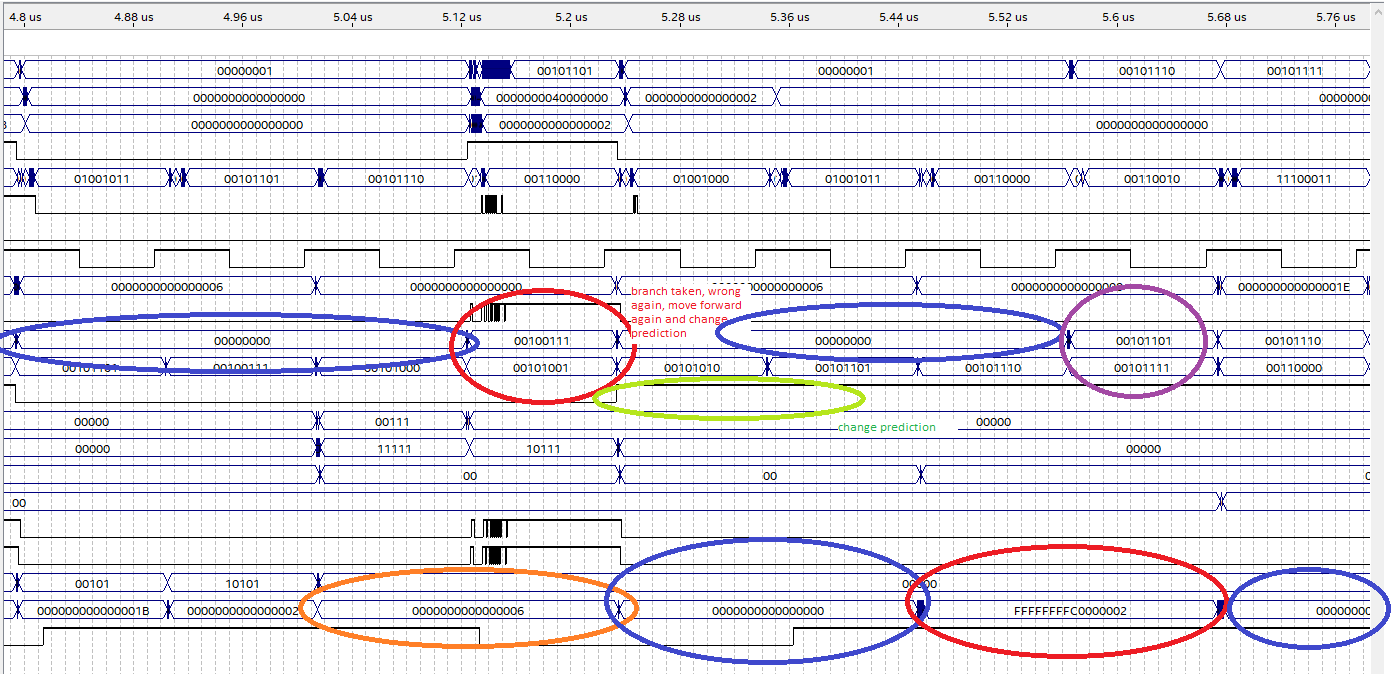 4.8 us 4.88 us 4.96 us 5.04 us 5.12 us 5.2 us 5.28 us 5.36 us 5.44 us 5.52 us 5.6 us 5.68 us 5.76 us
00000001 00101101 00000001 00101110 00101111
0000000000000000 0000000040000000 0000000000000002
0000000000000000 0000000000000002 0000000000000000
01001011 00101101 00101110 00110000 01001000 01001011 00110000 00110010 11100011
0000000000000006 0000000000000000 000000000000001E
branch taken, wrong
again, move forward
again and change
prediction
00000000 00100111 00000000 00101101 00101110
00100111 00101001 00101010 00101101 00101110 00101111 00110000
00000 00111 00000
change prediction
00000 11111 10111 00000
00 00
00
00101 10101 00000
000000000000001B 0000000000000002 0000000000000006 0000000000000000 FFFFFFFFC0000002